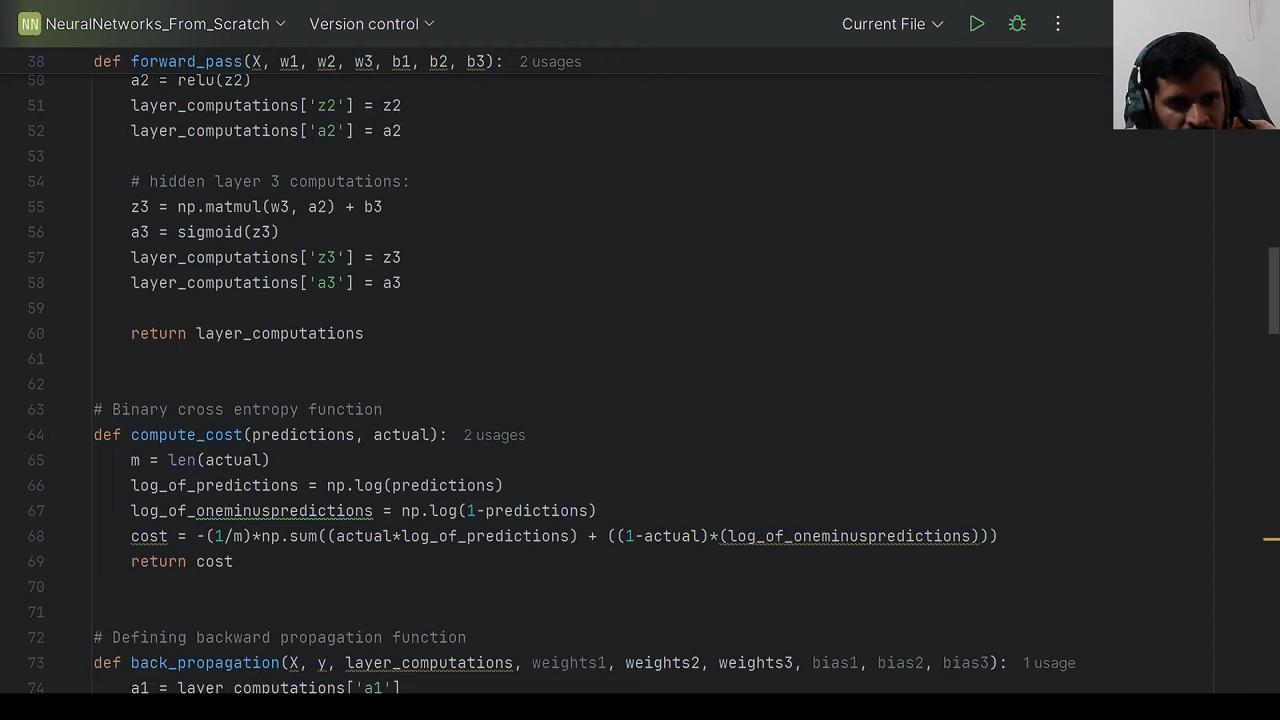 NN NeuralNetworks_From_Scratch Version control Current File
38 def forward_pass(X, w1, w2, w3, b1, b2, b3): 2 usages
50 a2 = relu(z2)
51 layer_computations['z2'] = z2
52 layer_computations['a2'] = a2
53
54 # hidden layer 3 computations:
55 z3 = np.matmul(w3, a2) + b3
56 a3 = sigmoid(z3)
57 layer_computations['z3'] = z3
58 layer_computations['a3'] = a3
59
60 return layer_computations
61
62
63 # Binary cross entropy function
64 def compute_cost(predictions, actual): 2 usages
65 m = len(actual)
66 log_of_predictions = np.log(predictions)
67 log_of_oneminuspredictions = np.log(1-predictions)
68 cost = -(1/m)*np.sum((actual*log_of_predictions) + ((1-actual)*(log_of_oneminuspredictions)))
69 return cost
70
71
72 # Defining backward propagation function
73 def back_propagation(X, y, layer_computations, weights1, weights2, weights3, bias1, bias2, bias3): 1 usage
74 a1 = layer_computations['a1']